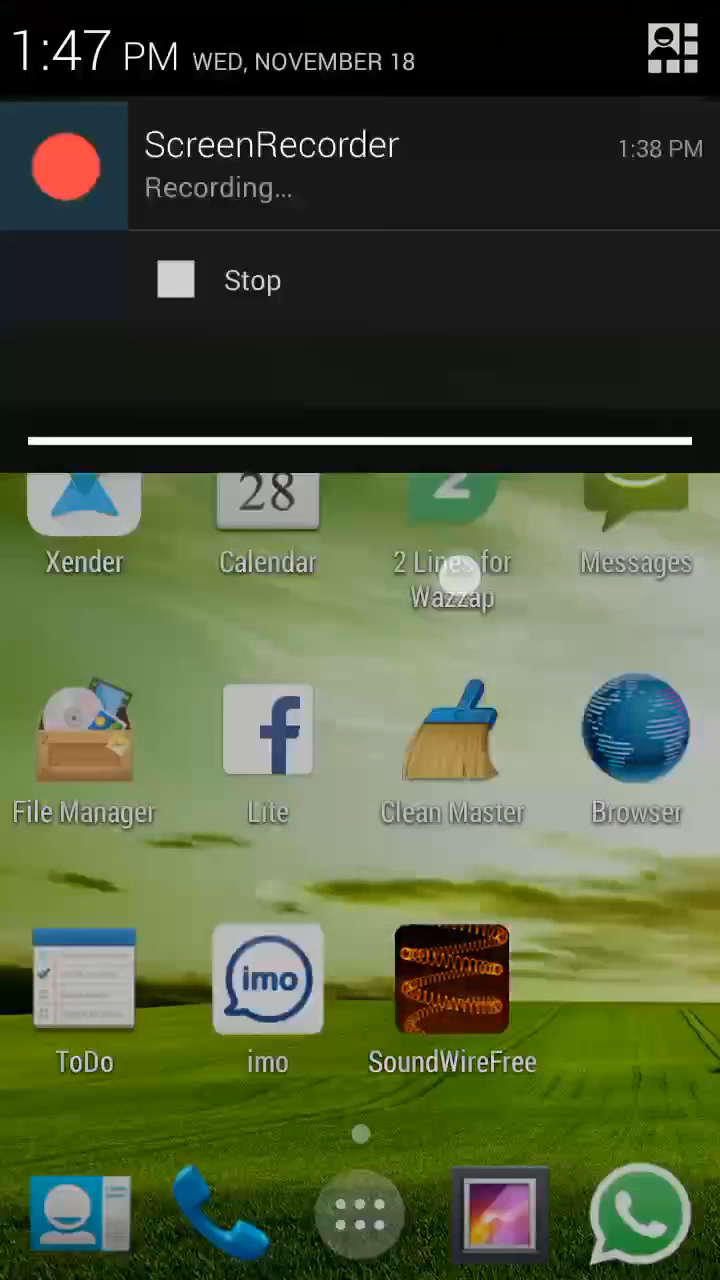 1:47 PM WED, NOVEMBER 18
ScreenRecorder 1:38 PM
Recording...
Stop
28
2
Xender Calendar 2 Lines for Wazzap Messages
File Manager Lite Clean Master Browser
f
imo
ToDo imo SoundWireFree